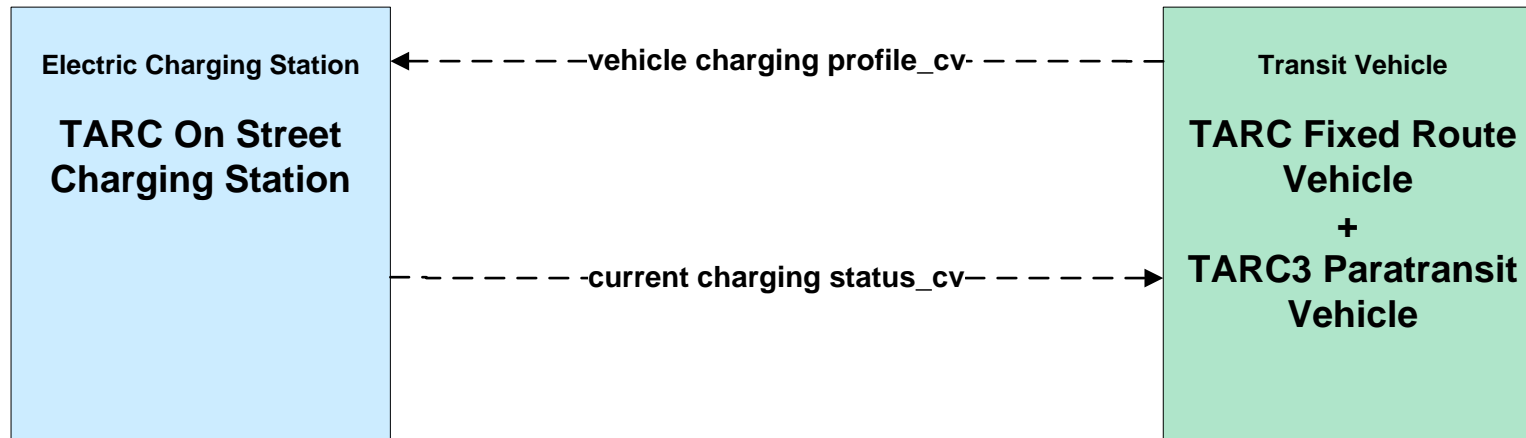 Electric Charging Station
TARC On Street
Charging Station
vehicle charging profile_cv
current charging status_cv
Transit Vehicle
TARC Fixed Route
Vehicle
+
TARC3 Paratransit
Vehicle